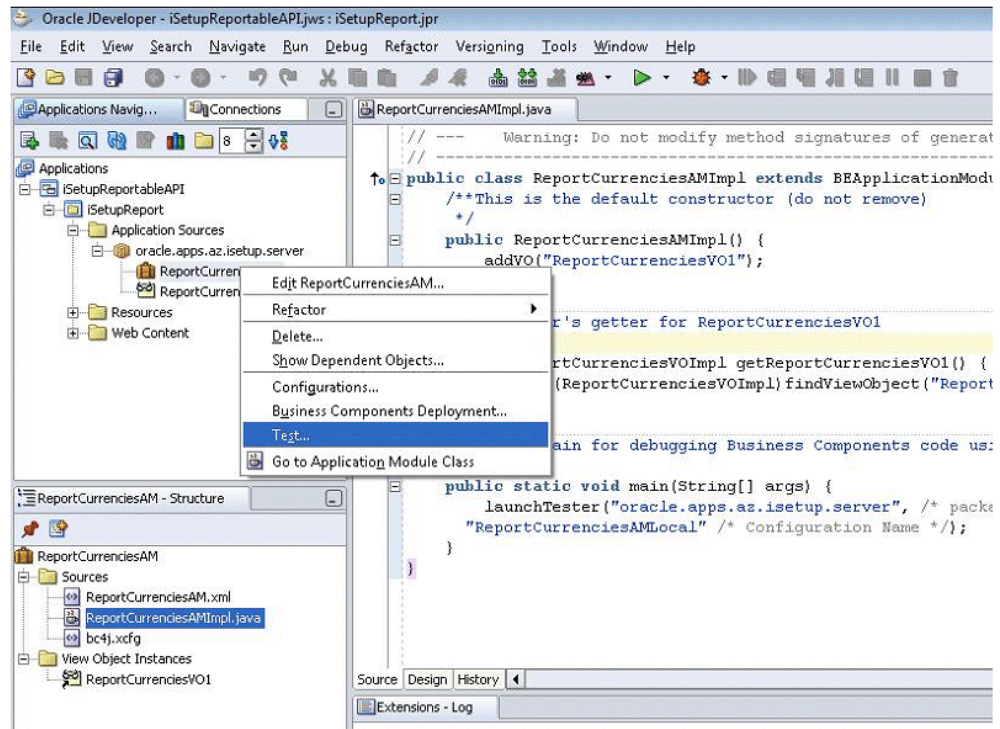 Oracle JDeveloper - iSetupReportableAPI.jws : iSetupReport.jpr
File Edit View Search Navigate Run Debug Refactor Versioning Tools Window Help
Applications Navig... Connections
8
Applications
iSetupReportableAPI
iSetupReport
Application Sources
oracle.apps.az.isetup.server
ReportCurren
ReportCurren
Resources
Web Content
Edit ReportCurrenciesAM...
Refactor
Delete...
Show Dependent Objects...
Configurations...
Business Components Deployment...
Test...
Go to Application Module Class
ReportCurrenciesAM - Structure
ReportCurrenciesAM
Sources
ReportCurrenciesAM.xml
ReportCurrenciesAMImpl.java
bc4j.xcfg
View Object Instances
ReportCurrenciesVO1
ReportCurrenciesAMImpl.java
// --- Warning: Do not modify method signatures of generat
// ---------------------------------------------------------
public class ReportCurrenciesAMImpl extends BEApplicationModu
/**This is the default constructor (do not remove)
*/
public ReportCurrenciesAMImpl() {
addVO("ReportCurrenciesVO1");
r's getter for ReportCurrenciesVO1
rtCurrenciesVOImpl getReportCurrenciesVO1() {
(ReportCurrenciesVOImpl)findViewObject("Report
ain for debugging Business Components code usi
public static void main(String[] args) {
launchTester("oracle.apps.az.isetup.server", /* packa
"ReportCurrenciesAMLocal" /* Configuration Name */);
}
}
Source Design History
Extensions - Log